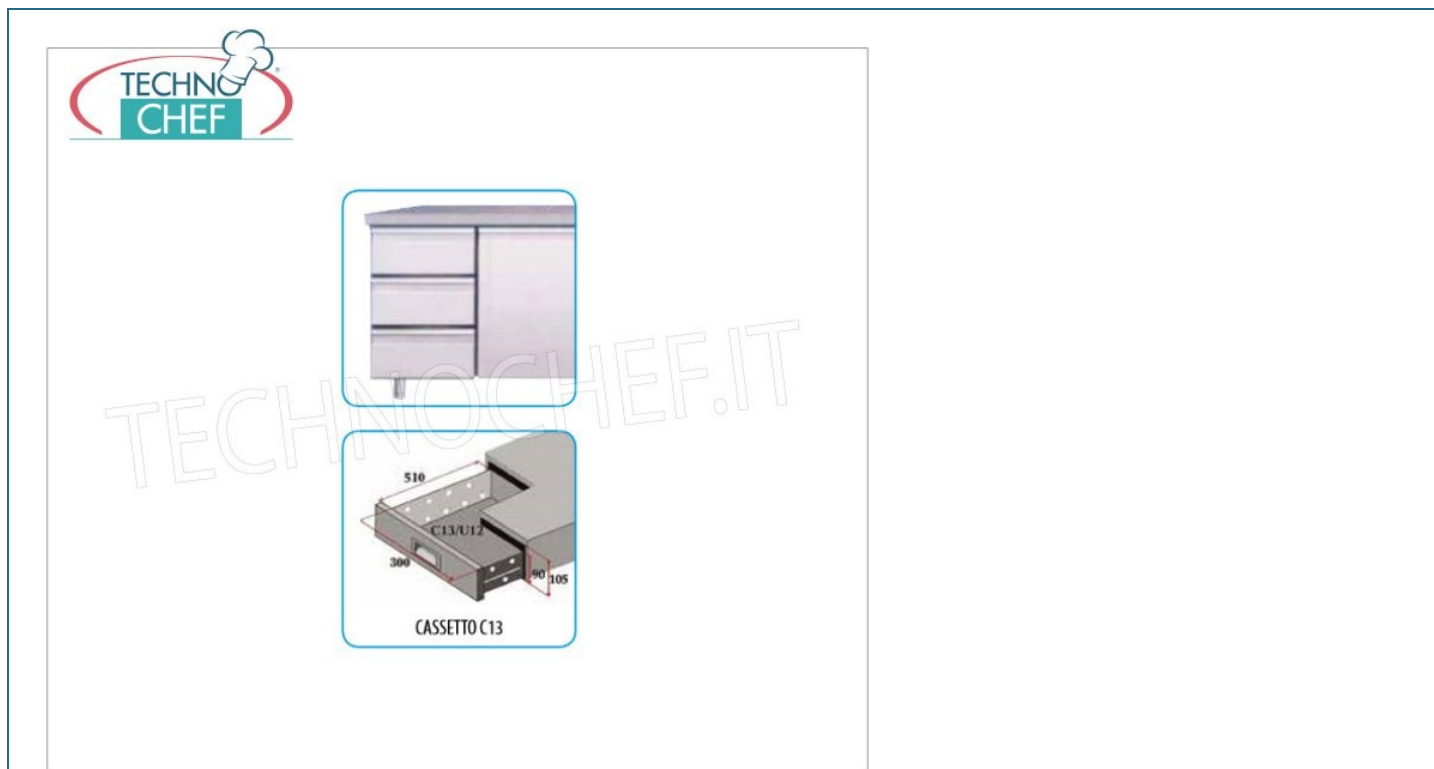 TECHNO®
CHEF
TECHNOCHEF.IT
510
C13/U12
300
90
105
CASSETTO C13